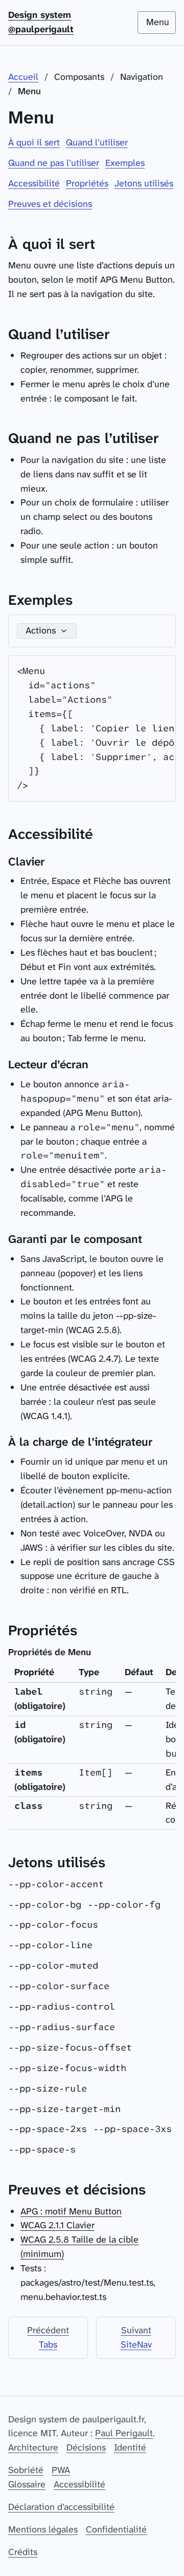 Design system
@paulperigault
Menu
Accueil / Composants / Navigation
/ Menu
Menu
À quoi il sert Quand l’utiliser
Quand ne pas l’utiliser Exemples
Accessibilité Propriétés Jetons utilisés
Preuves et décisions
À quoi il sert
Menu ouvre une liste d’actions depuis un
bouton, selon le motif APG Menu Button.
Il ne sert pas à la navigation du site.
Quand l’utiliser
Regrouper des actions sur un objet :
copier, renommer, supprimer.
Fermer le menu après le choix d’une
entrée : le composant le fait.
Quand ne pas l’utiliser
Pour la navigation du site : une liste
de liens dans nav suffit et se lit
mieux.
Pour un choix de formulaire : utiliser
un champ select ou des boutons
radio.
Pour une seule action : un bouton
simple suffit.
Exemples
Actions
<Menu
id="actions"
label="Actions"
items={[
{ label: 'Copier le lien
{ label: 'Ouvrir le dépô
{ label: 'Supprimer', ac
]}
/>
Accessibilité
Clavier
Entrée, Espace et Flèche bas ouvrent
le menu et placent le focus sur la
première entrée.
Flèche haut ouvre le menu et place le
focus sur la dernière entrée.
Les flèches haut et bas bouclent ;
Début et Fin vont aux extrémités.
Une lettre tapée va à la première
entrée dont le libellé commence par
elle.
Échap ferme le menu et rend le focus
au bouton ; Tab ferme le menu.
Lecteur d’écran
Le bouton annonce aria-
haspopup="menu" et son état aria-
expanded (APG Menu Button).
Le panneau a role="menu", nommé
par le bouton ; chaque entrée a
role="menuitem".
Une entrée désactivée porte aria-
disabled="true" et reste
focalisable, comme l’APG le
recommande.
Garanti par le composant
Sans JavaScript, le bouton ouvre le
panneau (popover) et les liens
fonctionnent.
Le bouton et les entrées font au
moins la taille du jeton --pp-size-
target-min (WCAG 2.5.8).
Le focus est visible sur le bouton et
les entrées (WCAG 2.4.7). Le texte
garde la couleur de premier plan.
Une entrée désactivée est aussi
barrée : la couleur n’est pas seule
(WCAG 1.4.1).
À la charge de l’intégrateur
Fournir un id unique par menu et un
libellé de bouton explicite.
Écouter l’évènement pp-menu-action
(detail.action) sur le panneau pour les
entrées à action.
Non testé avec VoiceOver, NVDA ou
JAWS : à vérifier sur les cibles du site.
Le repli de position sans ancrage CSS
suppose une écriture de gauche à
droite : non vérifié en RTL.
Propriétés
Propriétés de Menu
Propriété Type Défaut De
label string — Te
(obligatoire) de
id string — Ide
(obligatoire) bo
bu
items Item[] — En
(obligatoire) d’a
class string — Ré
co
Jetons utilisés
--pp-color-accent
--pp-color-bg --pp-color-fg
--pp-color-focus
--pp-color-line
--pp-color-muted
--pp-color-surface
--pp-radius-control
--pp-radius-surface
--pp-size-focus-offset
--pp-size-focus-width
--pp-size-rule
--pp-size-target-min
--pp-space-2xs --pp-space-3xs
--pp-space-s
Preuves et décisions
APG : motif Menu Button
WCAG 2.1.1 Clavier
WCAG 2.5.8 Taille de la cible
(minimum)
Tests :
packages/astro/test/Menu.test.ts,
menu.behavior.test.ts
Précédent Suivant
Tabs SiteNav
Design system de paulperigault.fr,
licence MIT. Auteur : Paul Perigault.
Architecture Décisions Identité
Sobriété PWA
Glossaire Accessibilité
Déclaration d’accessibilité
Mentions légales Confidentialité
Crédits